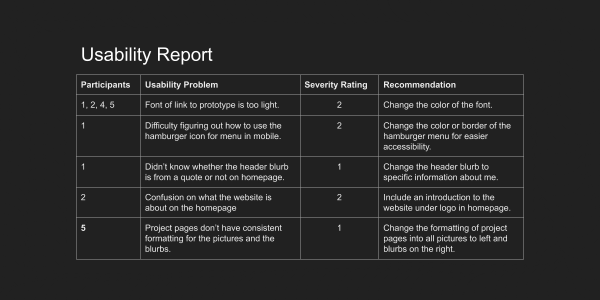 Usability Report
Participants Usability Problem Severity Rating Recommendation
1, 2, 4, 5 Font of link to prototype is too light. 2 Change the color of the font.
1 Difficulty figuring out how to use the 2 Change the color or border of the
hamburger icon for menu in mobile. hamburger menu for easier
accessibility.
1 Didn't know whether the header blurb 1 Change the header blurb to
is from a quote or not on homepage. specific information about me.
2 Confusion on what the website is 2 Include an introduction to the
about on the homepage website under logo in homepage.
5 Project pages don't have consistent 1 Change the formatting of project
formatting for the pictures and the pages into all pictures to left and
blurbs. blurbs on the right.